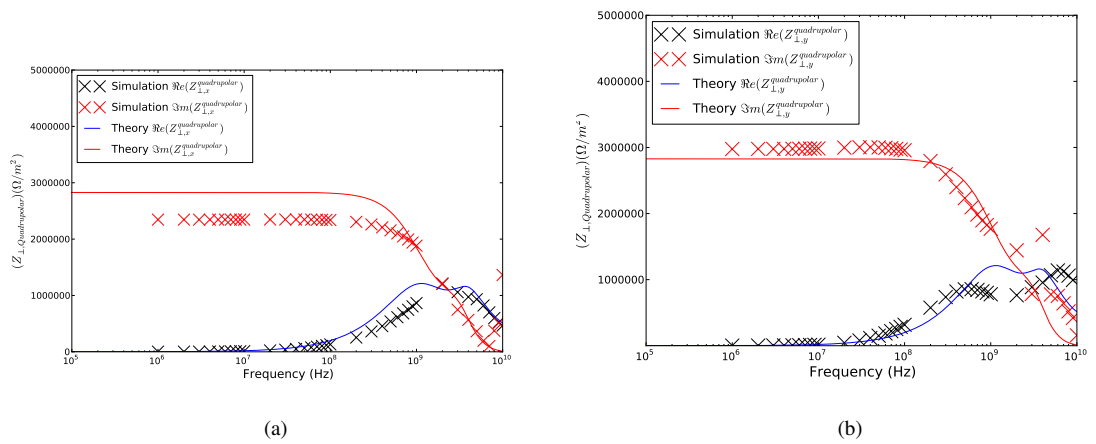 5000000
4000000
3000000
2000000
1000000
0
(Z⊥,Quadrupolar)(Ω/m²)
Simulation ℜe(Z⊥,x^quadrupolar)
Simulation ℑm(Z⊥,x^quadrupolar)
Theory ℜe(Z⊥,x^quadrupolar)
Theory ℑm(Z⊥,x^quadrupolar)
10⁵ 10⁶ 10⁷ 10⁸ 10⁹ 10¹⁰
Frequency (Hz)
(a)
5000000
4000000
3000000
2000000
1000000
(Z⊥,Quadrupolar)(Ω/m²)
Simulation ℜe(Z⊥,y^quadrupolar)
Simulation ℑm(Z⊥,y^quadrupolar)
Theory ℜe(Z⊥,y^quadrupolar)
Theory ℑm(Z⊥,y^quadrupolar)
10⁵ 10⁶ 10⁷ 10⁸ 10⁹ 10¹⁰
Frequency (Hz)
(b)